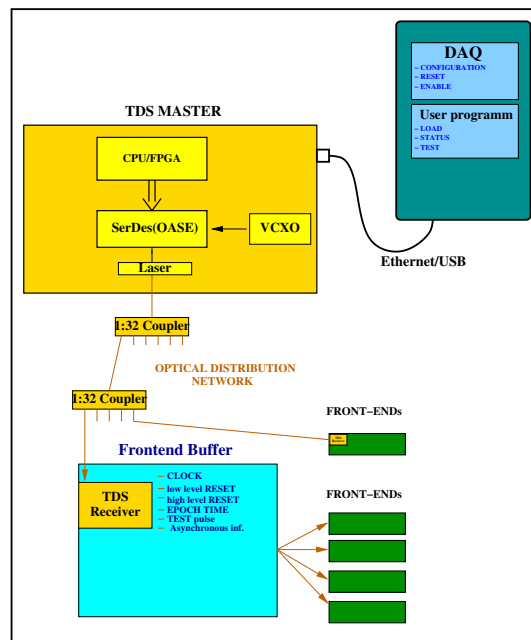 DAQ
– CONFIGURATION
– RESET
– ENABLE
User programm
– LOAD
– STATUS
– TEST
TDS MASTER
CPU/FPGA
SerDes(OASE)
VCXO
Laser
Ethernet/USB
1:32 Coupler
OPTICAL DISTRIBUTION
NETWORK
1:32 Coupler
FRONT–ENDs
TDS
Receiver
Frontend Buffer
TDS
Receiver
CLOCK
low level RESET
high level RESET
EPOCH TIME
TEST pulse
Asynchronous inf.
FRONT–ENDs